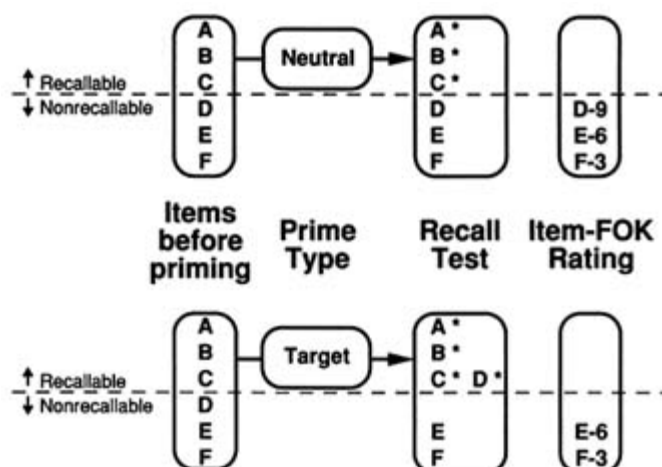 A A *
B Neutral B *
↑ Recallable C C *
↓ Nonrecallable D D D-9
E E E-6
F F F-3
Items before priming Prime Type Recall Test Item-FOK Rating
A A *
B Target B *
↑ Recallable C C * D *
↓ Nonrecallable D
E E E-6
F F F-3